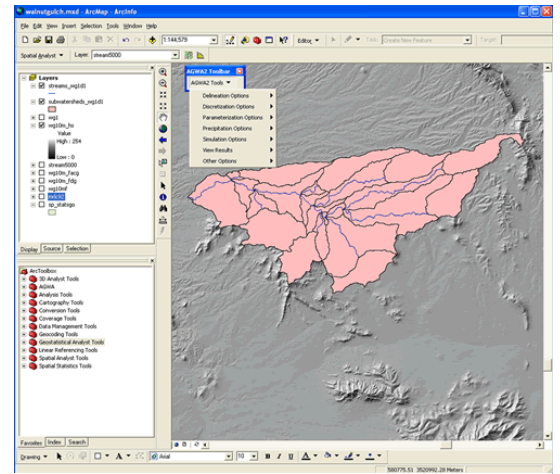 walnutgulch.mxd - ArcMap - ArcInfo
File Edit View Insert Selection Tools Window Help
1:144,579
Editor
Task: Create New Feature
Target:
Spatial Analyst
Layer: stream5000
Layers
streams_wg1d1
subwatersheds_wg1d1
wg1
wg10m_hs
Value
High : 254
Low : 0
stream5000
wg10m_facg
wg10m_fdg
wg10mf
nalc92
sp_statsgo
Display Source Selection
ArcToolbox
3D Analyst Tools
AGWA
Analysis Tools
Cartography Tools
Conversion Tools
Coverage Tools
Data Management Tools
Geocoding Tools
Geostatistical Analyst Tools
Linear Referencing Tools
Spatial Analyst Tools
Spatial Statistics Tools
Favorites Index Search
AGWA2 Toolbar
AGWA2 Tools
Delineation Options
Discretization Options
Parameterization Options
Precipitation Options
Simulation Options
View Results
Other Options
Drawing
A
Arial
10
B I U
A
580775.51 3520992.28 Meters